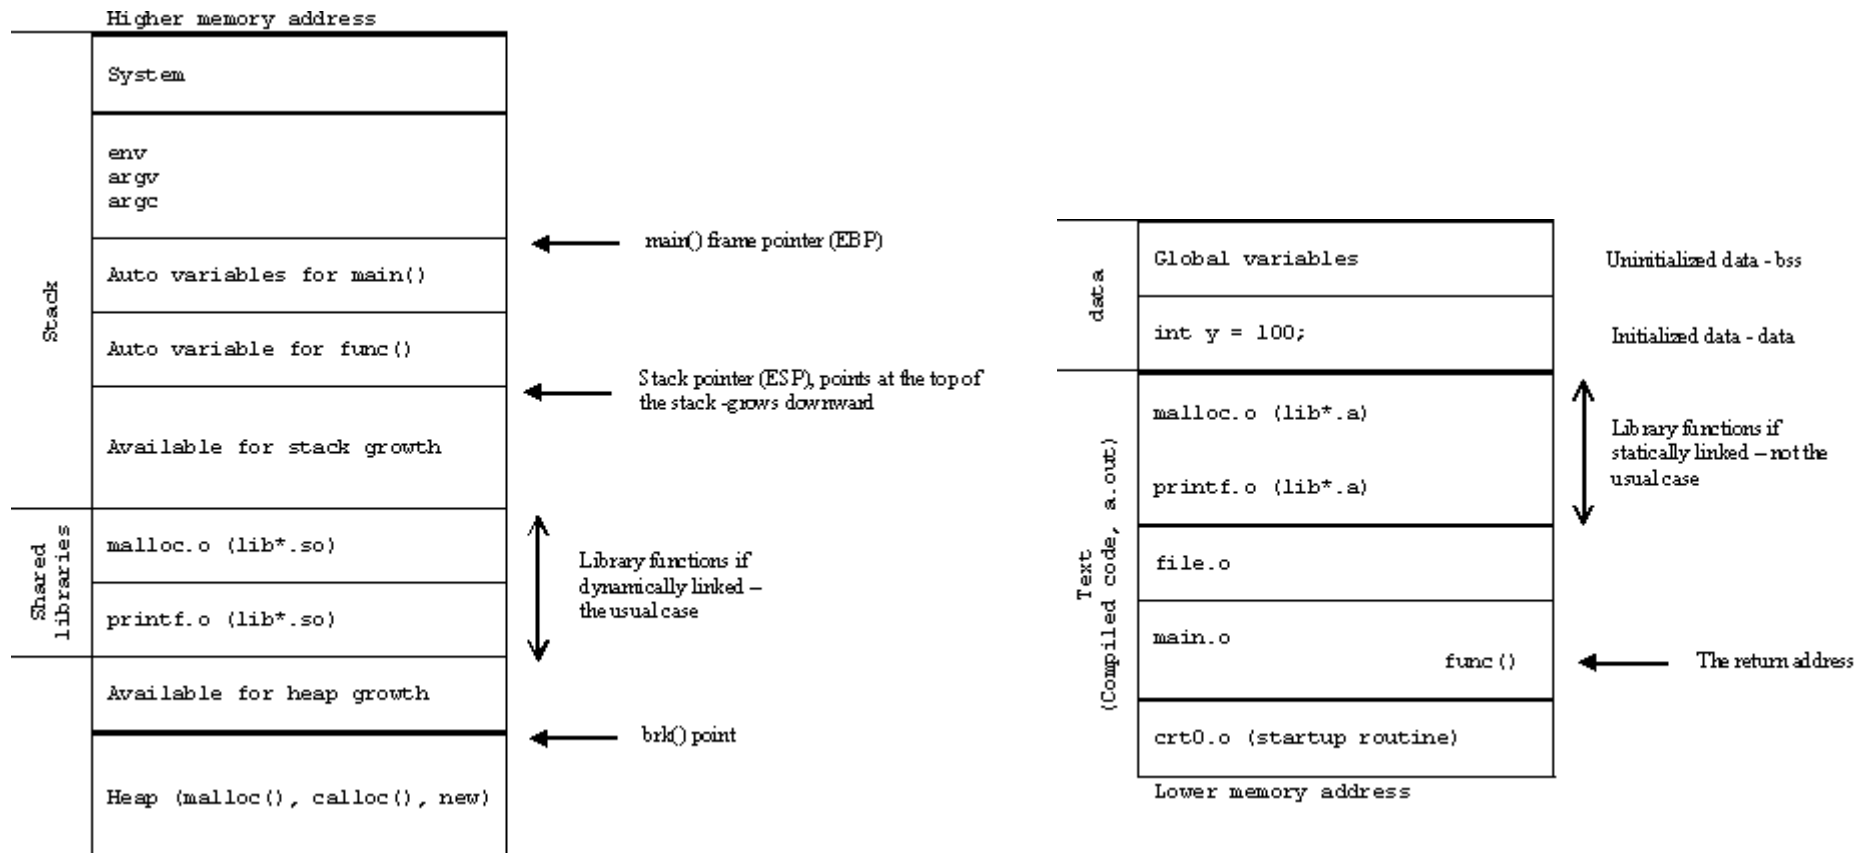 Higher memory address
System
env
argv
argc
main() frame pointer (EBP)
Auto variables for main()
Stack
Auto variable for func()
Stack pointer (ESP), points at the top of
the stack -grows downward
Available for stack growth
Shared
libraries
malloc.o (lib*.so)
printf.o (lib*.so)
Library functions if
dynamically linked –
the usual case
Available for heap growth
brk() point
Heap (malloc(), calloc(), new)
data
Global variables
Uninitialized data - bss
int y = 100;
Initialized data - data
Text
(Compiled code, a.out)
malloc.o (lib*.a)
printf.o (lib*.a)
Library functions if
statically linked – not the
usual case
file.o
main.o
func()
The return address
crt0.o (startup routine)
Lower memory address